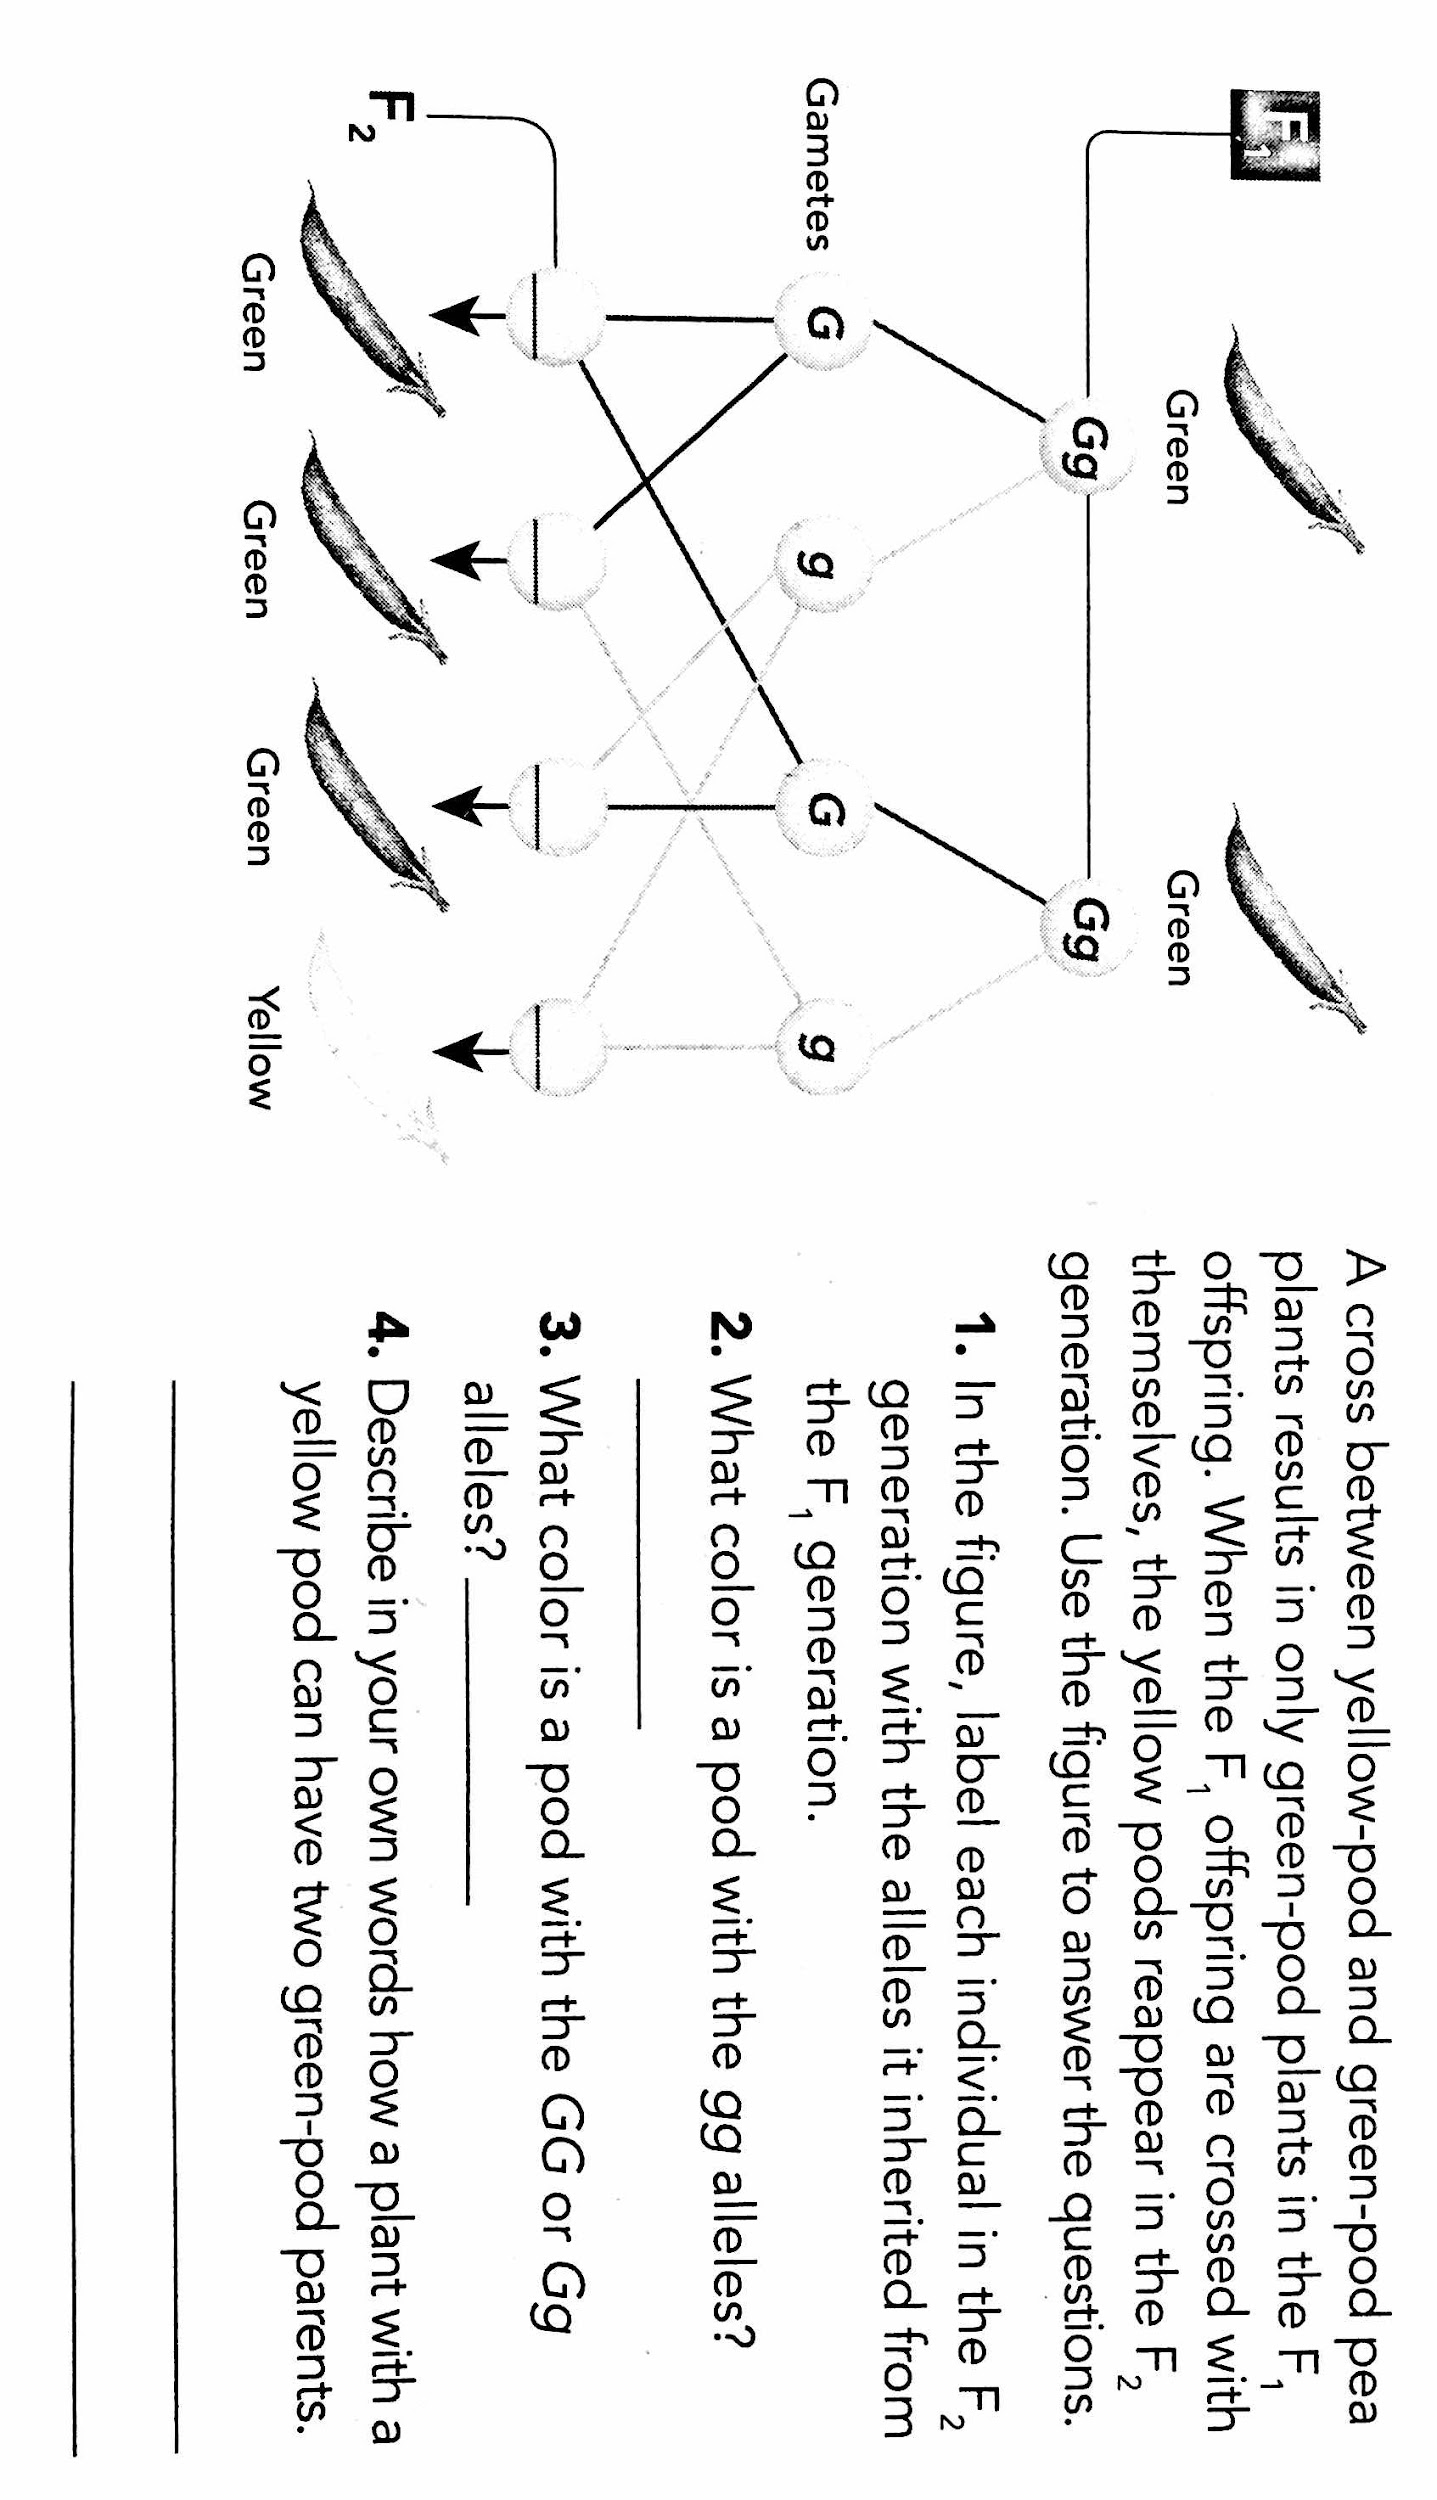 F1
Green
Green
Gg
Gg
Gametes
G
g
G
g
F2
Green
Green
Green
Yellow
A cross between yellow-pod and green-pod pea
plants results in only green-pod plants in the F1
offspring. When the F1 offspring are crossed with
themselves, the yellow pods reappear in the F2
generation. Use the figure to answer the questions.
1. In the figure, label each individual in the F2
generation with the alleles it inherited from
the F1 generation.
2. What color is a pod with the gg alleles?
3. What color is a pod with the GG or Gg
alleles?
4. Describe in your own words how a plant with a
yellow pod can have two green-pod parents.